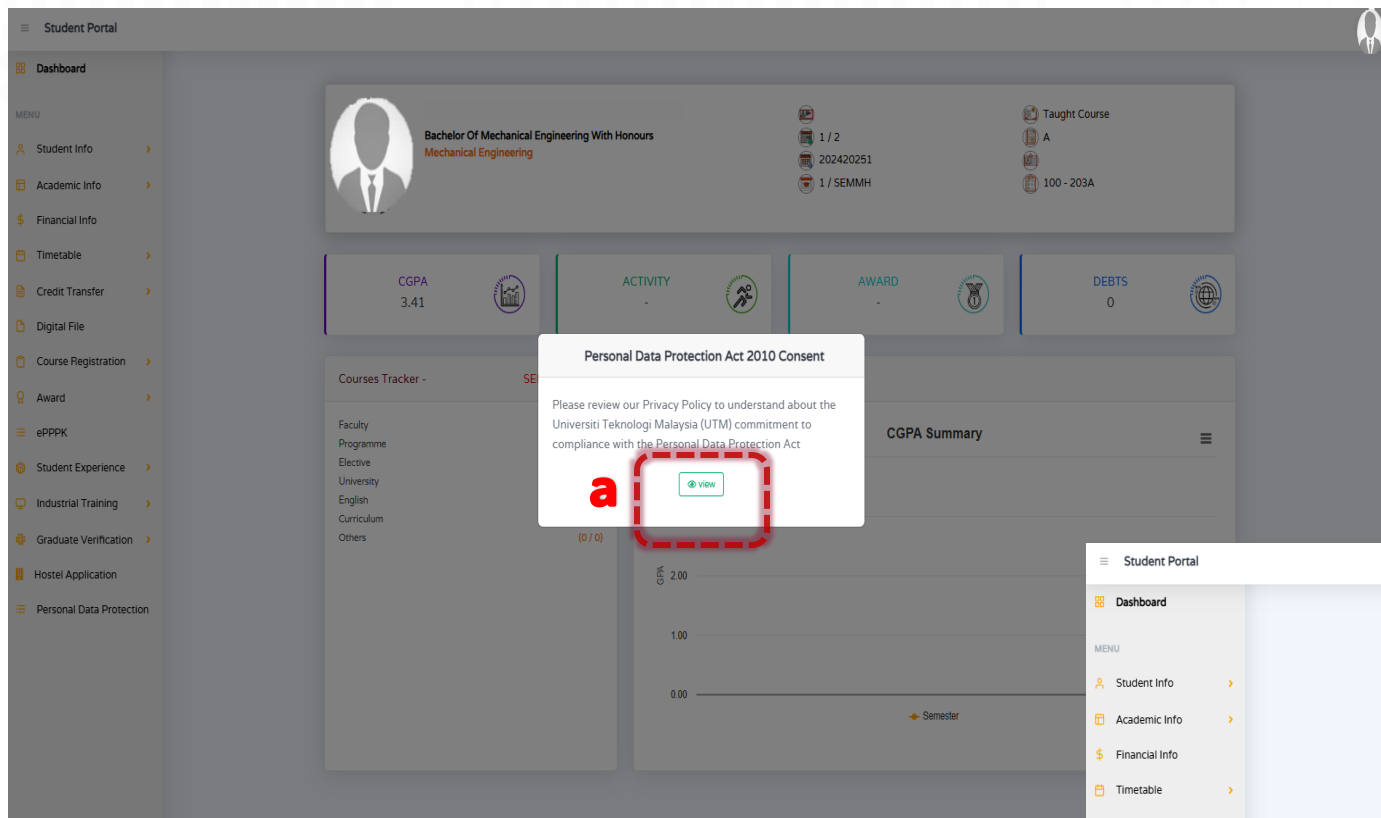 Student Portal
Dashboard
MENU
Student Info
Academic Info
Financial Info
Timetable
Credit Transfer
Digital File
Course Registration
Award
ePPPK
Student Experience
Industrial Training
Graduate Verification
Hostel Application
Personal Data Protection
Bachelor Of Mechanical Engineering With Honours
Mechanical Engineering
1 / 2
202420251
1 / SEMMH
Taught Course
A
100 - 203A
CGPA
3.41
ACTIVITY
-
AWARD
-
DEBTS
0
Courses Tracker -
SE
Faculty
Programme
Elective
University
English
Curriculum
Others (0 / 0)
Personal Data Protection Act 2010 Consent
Please review our Privacy Policy to understand about the
Universiti Teknologi Malaysia (UTM) commitment to
compliance with the Personal Data Protection Act
view
a
CGPA Summary
GPA
2.00
1.00
0.00
Semester
Student Portal
Dashboard
MENU
Student Info
Academic Info
Financial Info
Timetable